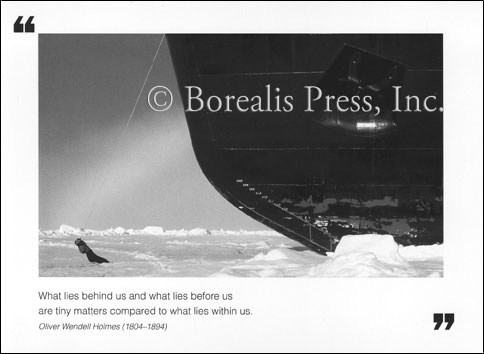 “
© Borealis Press, Inc.
What lies behind us and what lies before us
are tiny matters compared to what lies within us.
Oliver Wendell Holmes (1804–1894)
”